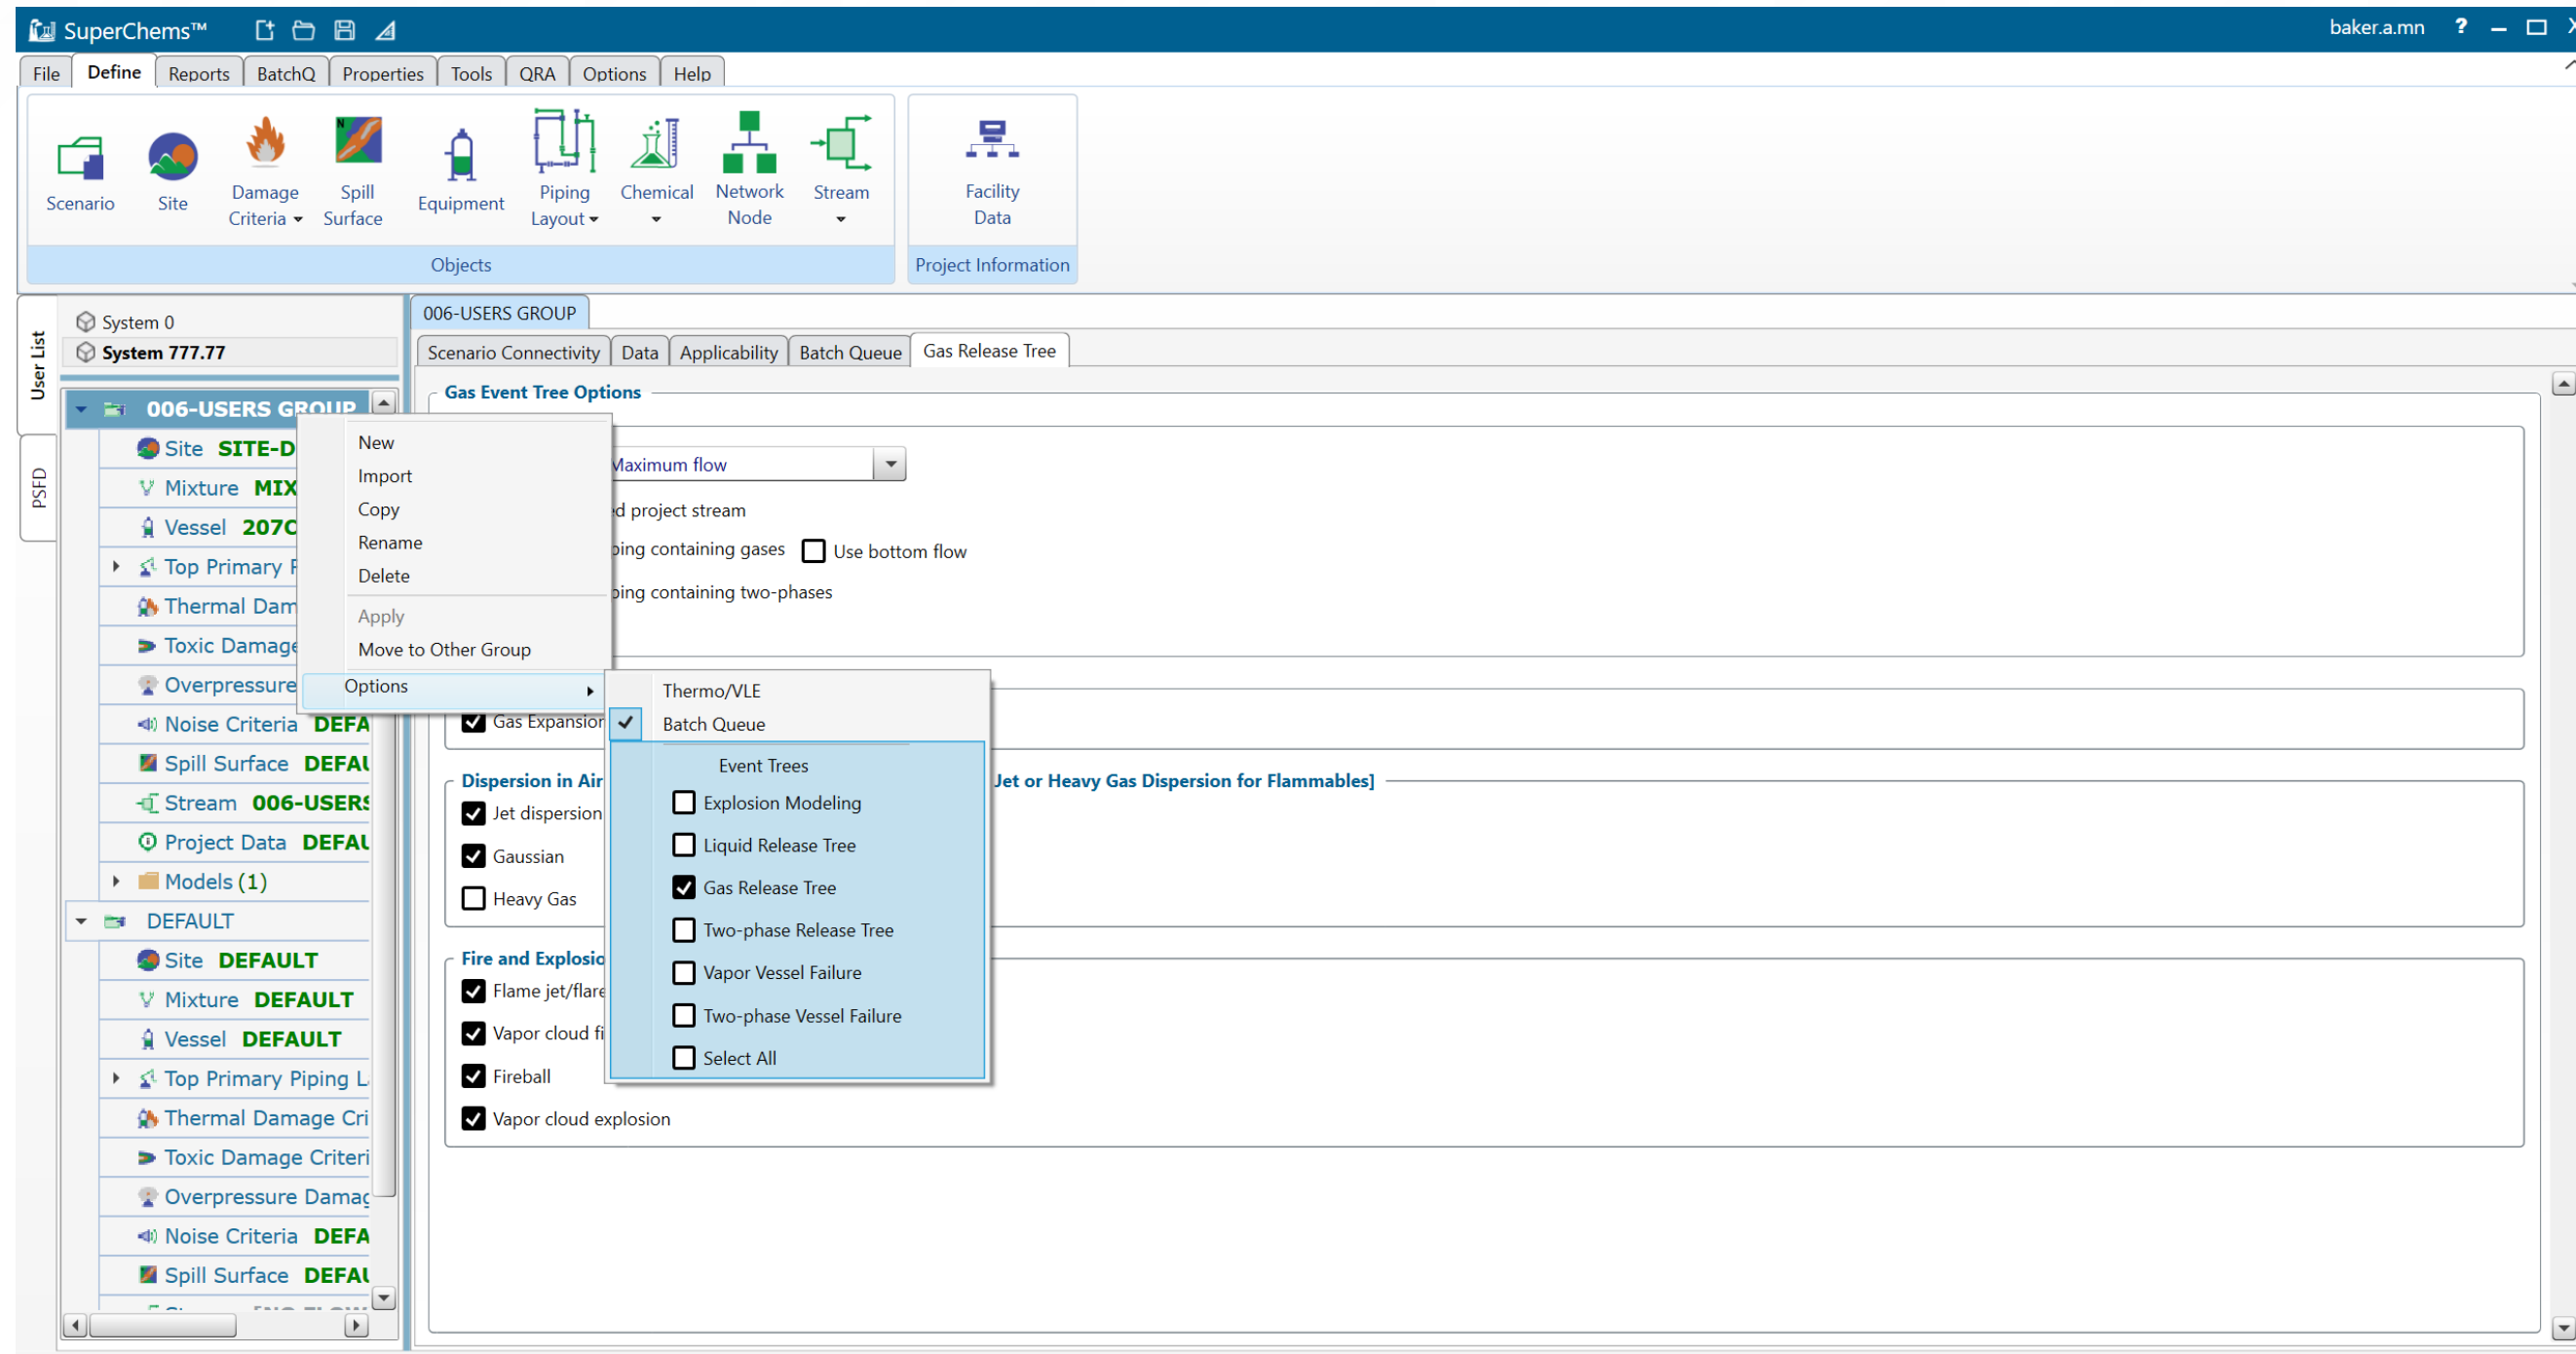 SuperChems™
baker.a.mn ?
File Define Reports BatchQ Properties Tools QRA Options Help
Scenario
Site
Damage Criteria
Spill Surface
Equipment
Piping Layout
Chemical
Network Node
Stream
Facility Data
Objects
Project Information
User List
PSFD
System 0
System 777.77
006-USERS GROUP
Site SITE-D
Mixture MIX
Vessel 207C
Top Primary
Thermal Dam
Toxic Damage
Overpressure
Noise Criteria DEFA
Spill Surface DEFAU
Stream 006-USERS
Project Data DEFAU
Models (1)
DEFAULT
Site DEFAULT
Mixture DEFAULT
Vessel DEFAULT
Top Primary Piping L
Thermal Damage Cri
Toxic Damage Criteri
Overpressure Damag
Noise Criteria DEFA
Spill Surface DEFAU
New
Import
Copy
Rename
Delete
Apply
Move to Other Group
Options
Thermo/VLE
Batch Queue
Event Trees
Explosion Modeling
Liquid Release Tree
Gas Release Tree
Two-phase Release Tree
Vapor Vessel Failure
Two-phase Vessel Failure
Select All
006-USERS GROUP
Scenario Connectivity Data Applicability Batch Queue Gas Release Tree
Gas Event Tree Options
Maximum flow
ed project stream
ping containing gases Use bottom flow
ping containing two-phases
Gas Expansion
Dispersion in Air Jet or Heavy Gas Dispersion for Flammables]
Jet dispersion
Gaussian
Heavy Gas
Fire and Explosio
Flame jet/flare
Vapor cloud fi
Fireball
Vapor cloud explosion